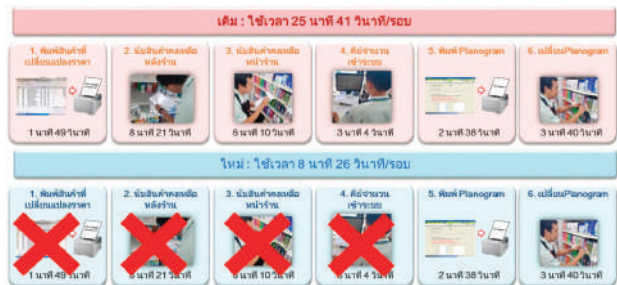 เดิม : ใช้เวลา 25 นาที 41 วินาที/รอบ
1. พิมพ์สินค้าที่
เปลี่ยนแปลงราคา
2. นับสินค้าคงเหลือ
หลังร้าน
3. นับสินค้าคงเหลือ
หน้าร้าน
4. คีย์จำนวน
เข้าระบบ
5. พิมพ์ Planogram
6. เปลี่ยน Planogram
1 นาที 49 วินาที
8 นาที 21 วินาที
6 นาที 10 วินาที
3 นาที 4 วินาที
2 นาที 38 วินาที
3 นาที 40 วินาที
ใหม่ : ใช้เวลา 8 นาที 26 วินาที/รอบ
1. พิมพ์สินค้าที่
เปลี่ยนแปลงราคา
2. นับสินค้าคงเหลือ
หลังร้าน
3. นับสินค้าคงเหลือ
หน้าร้าน
4. คีย์จำนวน
เข้าระบบ
5. พิมพ์ Planogram
6. เปลี่ยนPlanogram
1 นาที 49 วินาที
นาที 21 วินาที
นาที 10 วินาที
นาที 4 วินาที
2 นาที 38 วินาที
3 นาที 40 วินาที